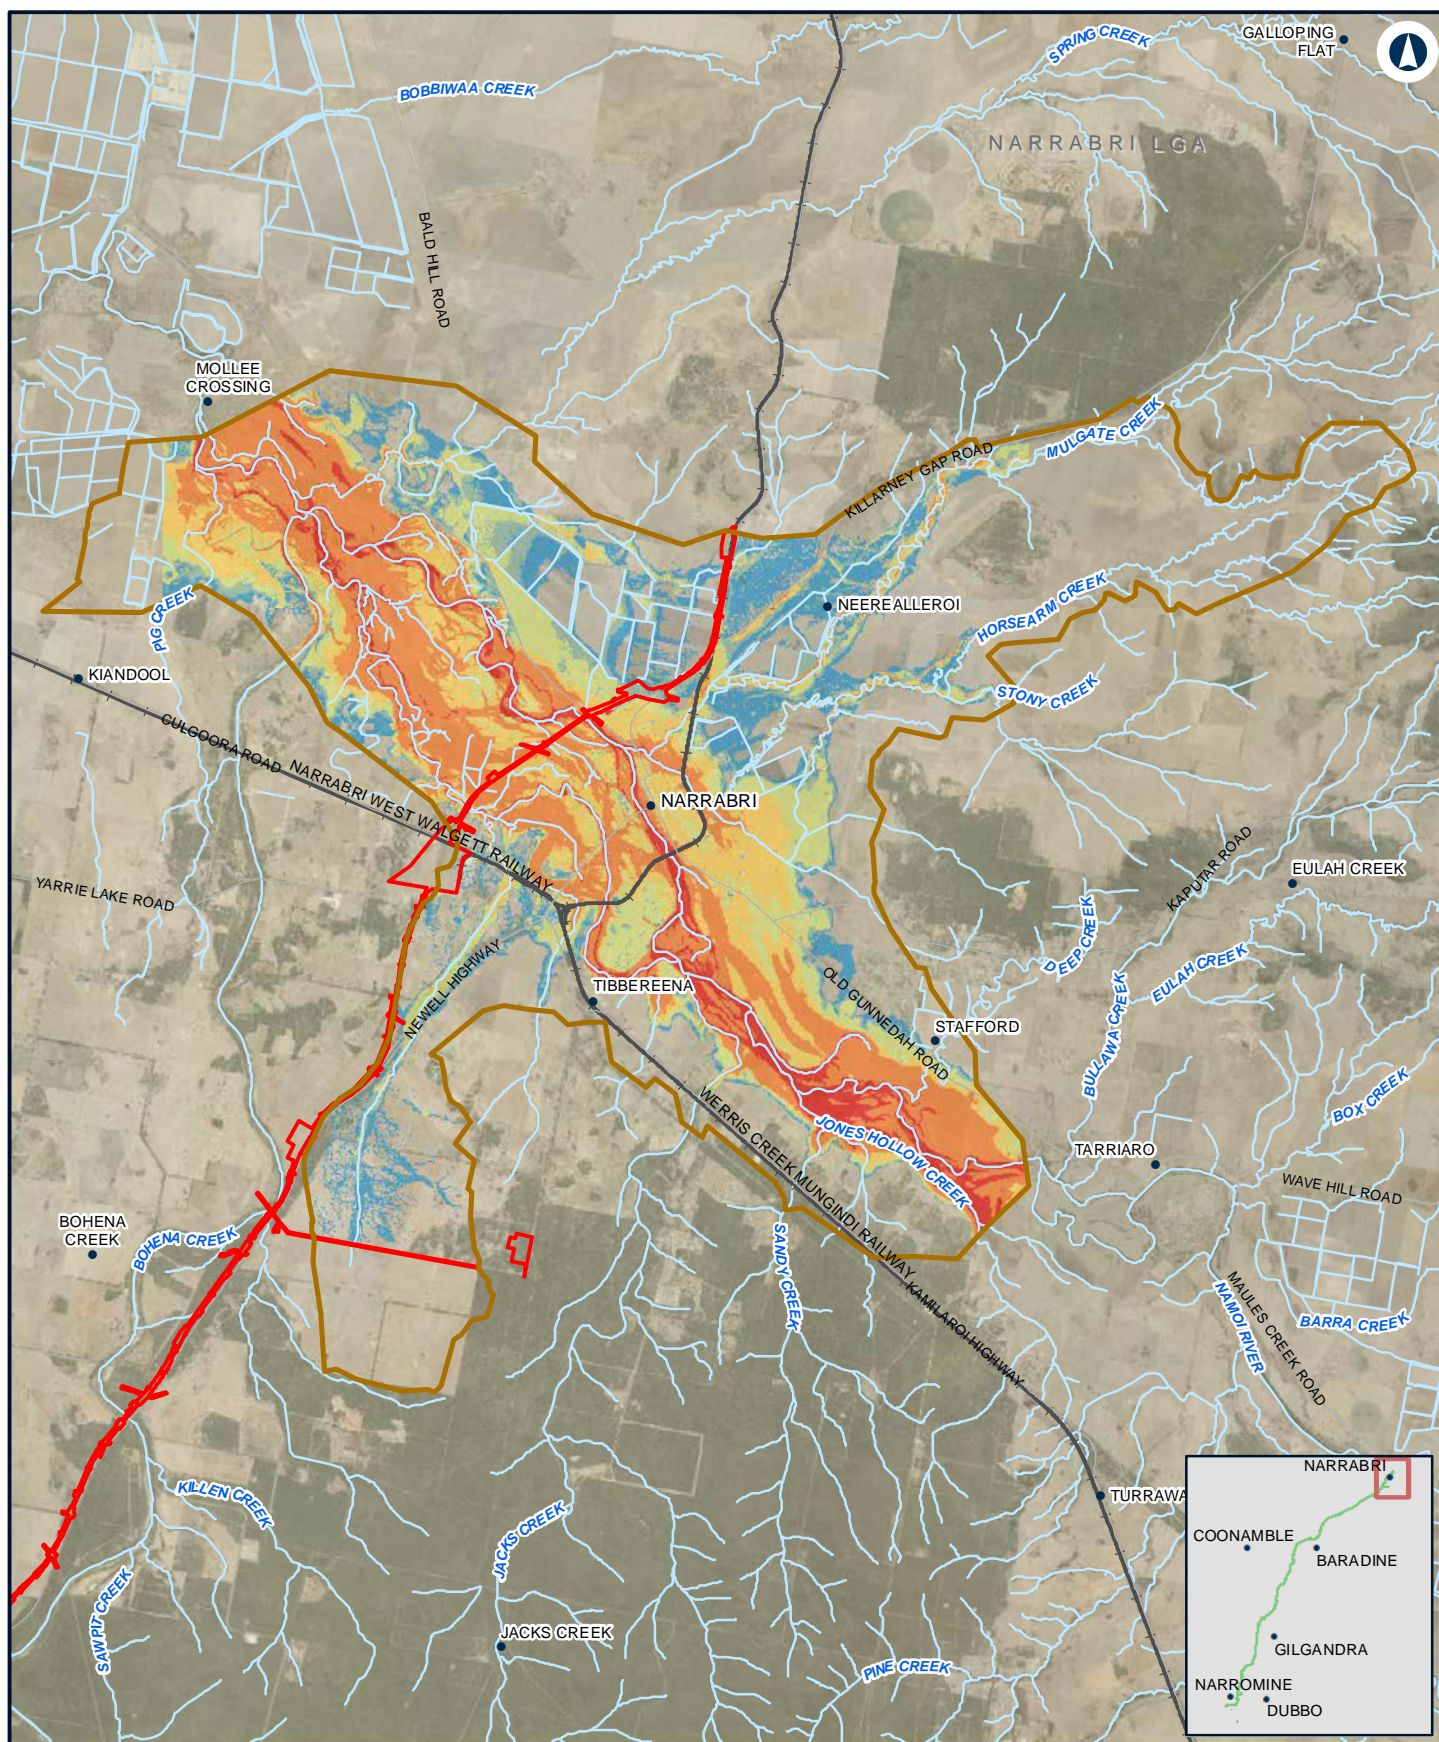 GALLOPING
FLAT
SPRING CREEK
BOBBIWAA CREEK
NARRABRI LGA
BALD HILL ROAD
MOLLEE
CROSSING
MULGATE CREEK
KILLARNEY GAP ROAD
PIG CREEK
NEEREALLEROI
HORSEARM CREEK
KIANDOOL
STONY CREEK
CULGOORA ROAD
NARRABRI WEST WALGETT RAILWAY
NARRABRI
YARRIE LAKE ROAD
KAPUTAR ROAD
EULAH CREEK
DEEP CREEK
EULAH CREEK
NEWELL HIGHWAY
TIBBEREENA
OLD GUNNEDAH ROAD
STAFFORD
BULLAWA CREEK
BOX CREEK
WERRIS CREEK MUNGINDI RAILWAY
JONES HOLLOW CREEK
TARRIARO
WAVE HILL ROAD
BOHENA
CREEK
BOHENA CREEK
SANDY CREEK
KAMILAROI HIGHWAY
NAMOI RIVER
MAULES CREEK ROAD
BARRA CREEK
KILLEN CREEK
JACKS CREEK
TURRAWA
SAWPIT CREEK
JACKS CREEK
PINE CREEK
NARRABRI
COONAMBLE
BARADINE
GILGANDRA
NARROMINE
DUBBO